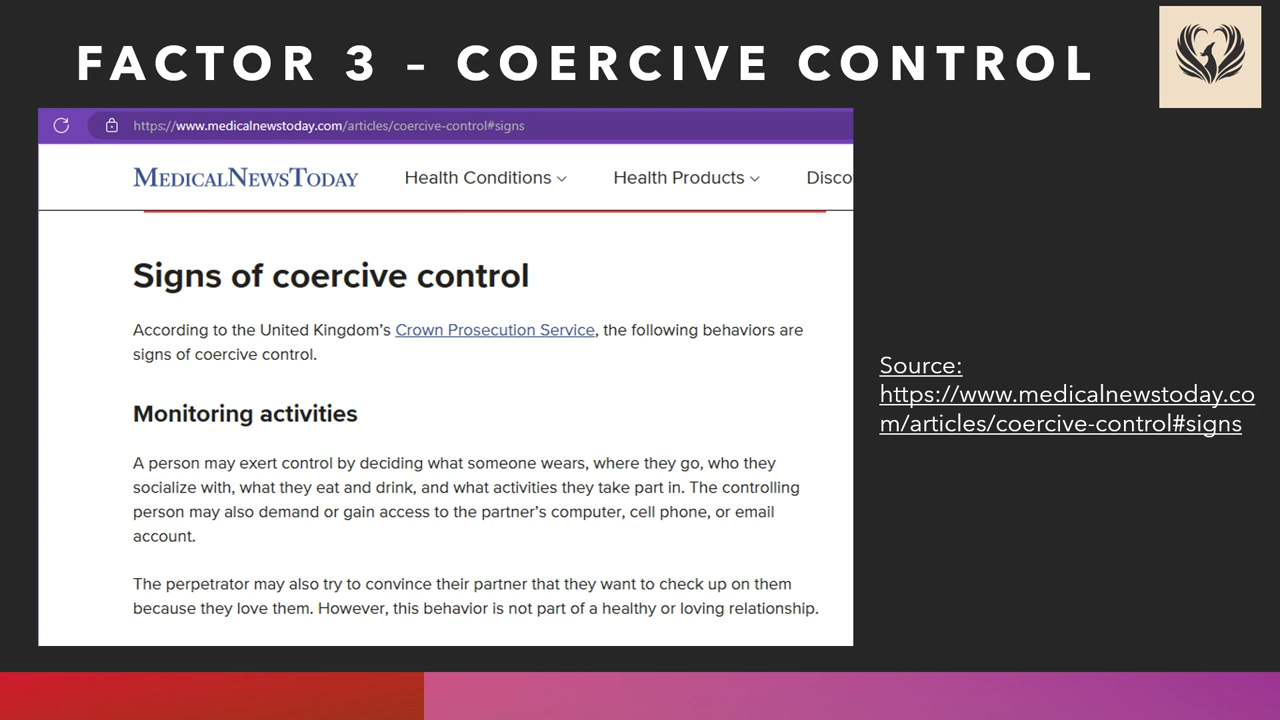 FACTOR 3 – COERCIVE CONTROL
https://www.medicalnewstoday.com/articles/coercive-control#signs
MEDICALNEWSTODAY
Health Conditions
Health Products
Disco
Signs of coercive control
According to the United Kingdom’s Crown Prosecution Service, the following behaviors are
signs of coercive control.
Monitoring activities
A person may exert control by deciding what someone wears, where they go, who they
socialize with, what they eat and drink, and what activities they take part in. The controlling
person may also demand or gain access to the partner’s computer, cell phone, or email
account.
The perpetrator may also try to convince their partner that they want to check up on them
because they love them. However, this behavior is not part of a healthy or loving relationship.
Source:
https://www.medicalnewstoday.co
m/articles/coercive-control#signs